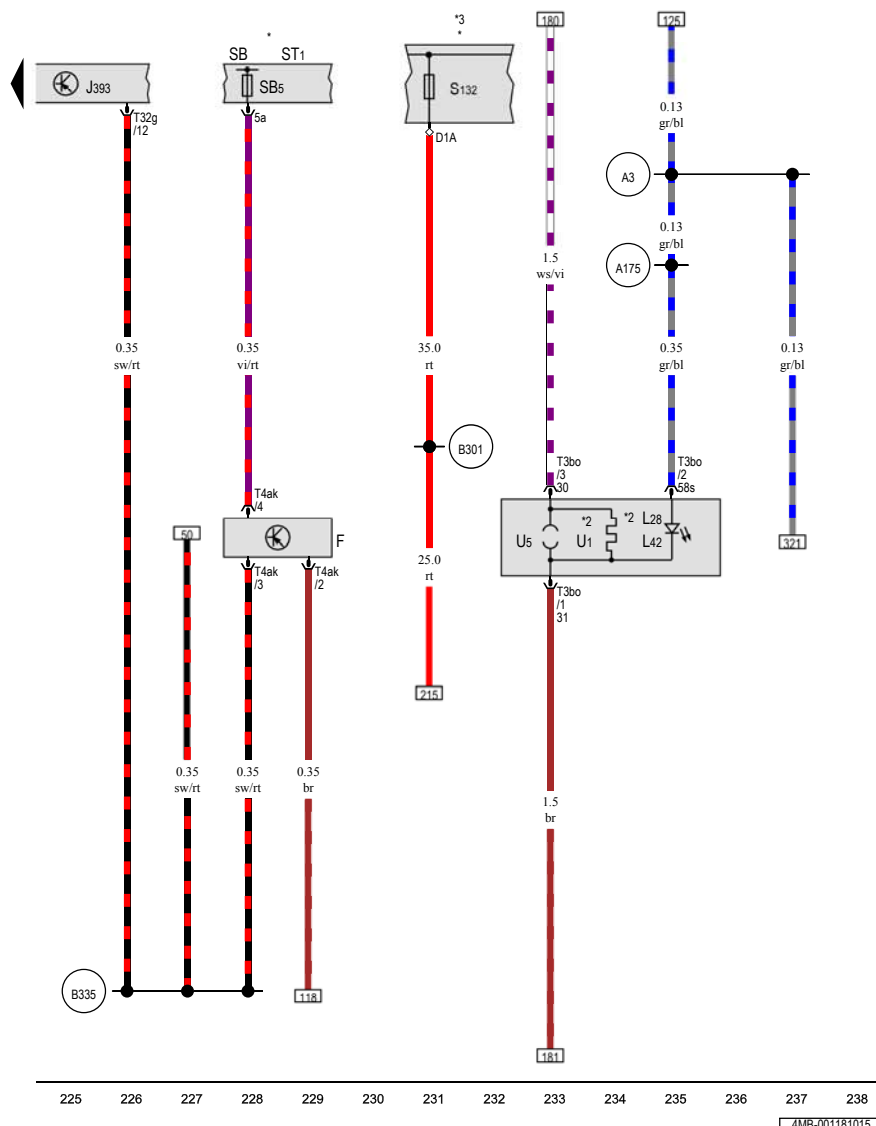 180
125
*
*3
*
SB
ST1
J393
SB5
S132
T32g
/12
5a
D1A
0.13
gr/bl
A3
0.13
gr/bl
A175
1.5
ws/vi
0.35
sw/rt
0.35
vi/rt
35.0
rt
0.35
gr/bl
0.13
gr/bl
B301
T3bo
/3
30
T3bo
/2
58s
T4ak
/4
50
F
*2
*2
L28
U5
U1
L42
321
T4ak
/3
T4ak
/2
25.0
rt
T3bo
/1
31
215
0.35
sw/rt
0.35
sw/rt
0.35
br
1.5
br
B335
118
181
225 226 227 228 229 230 231 232 233 234 235 236 237 238
4MB-001181015